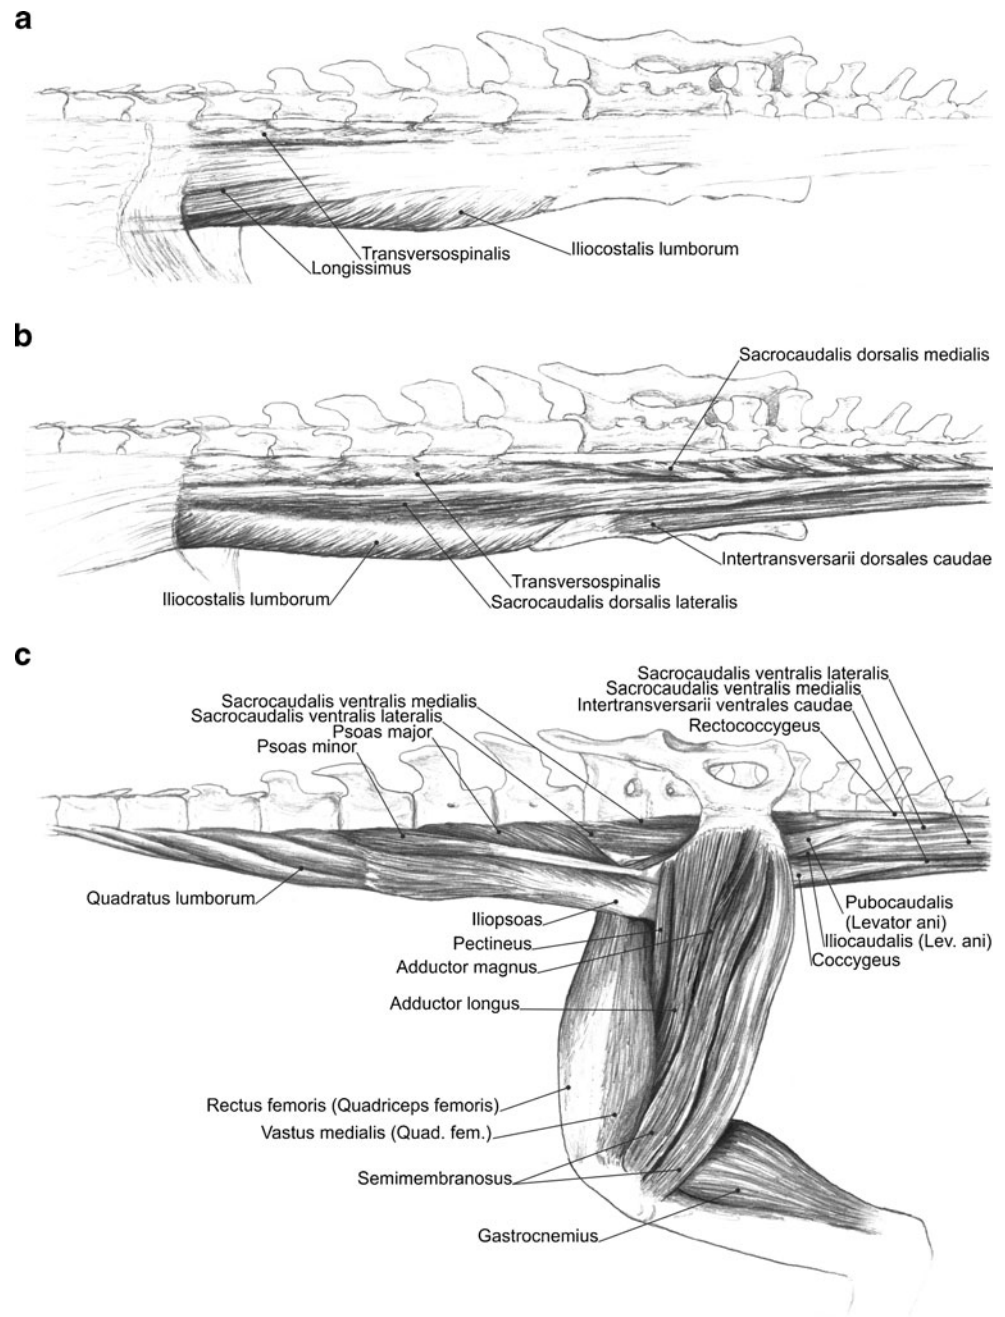 a
Transversospinalis
Longissimus
Iliocostalis lumborum
b
Sacrocaudalis dorsalis medialis
Intertransversarii dorsales caudae
Transversospinalis
Iliocostalis lumborum
Sacrocaudalis dorsalis lateralis
c
Sacrocaudalis ventralis lateralis
Sacrocaudalis ventralis medialis
Intertransversarii ventrales caudae
Rectococcygeus
Sacrocaudalis ventralis medialis
Sacrocaudalis ventralis lateralis
Psoas major
Psoas minor
Quadratus lumborum
Iliopsoas
Pectineus
Adductor magnus
Adductor longus
Pubocaudalis
(Levator ani)
Iliocaudalis (Lev. ani)
Coccygeus
Rectus femoris (Quadriceps femoris)
Vastus medialis (Quad. fem.)
Semimembranosus
Gastrocnemius